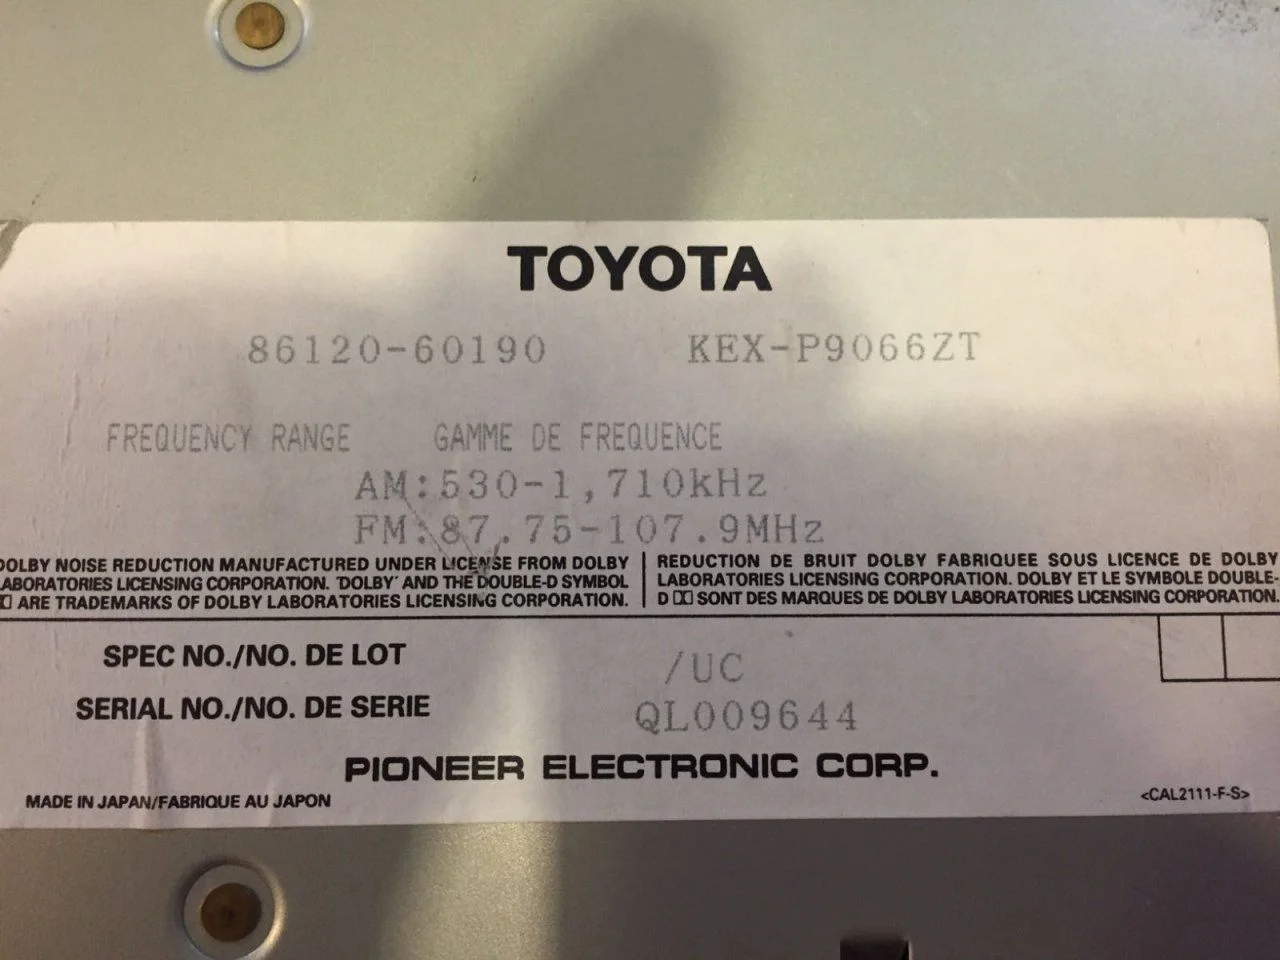 TOYOTA
86120-60190 KEX-P9066ZT
FREQUENCY RANGE GAMME DE FREQUENCE
AM:530-1,710kHz
FM:87.75-107.9MHz
DOLBY NOISE REDUCTION MANUFACTURED UNDER LICENSE FROM DOLBY
LABORATORIES LICENSING CORPORATION. "DOLBY" AND THE DOUBLE-D SYMBOL
ARE TRADEMARKS OF DOLBY LABORATORIES LICENSING CORPORATION.
REDUCTION DE BRUIT DOLBY FABRIQUEE SOUS LICENCE DE DOLBY
LABORATORIES LICENSING CORPORATION. DOLBY ET LE SYMBOLE DOUBLE-
D SONT DES MARQUES DE DOLBY LABORATORIES LICENSING CORPORATION.
SPEC NO./NO. DE LOT /UC
SERIAL NO./NO. DE SERIE QL009644
PIONEER ELECTRONIC CORP.
MADE IN JAPAN/FABRIQUE AU JAPON <CAL2111-F-S>